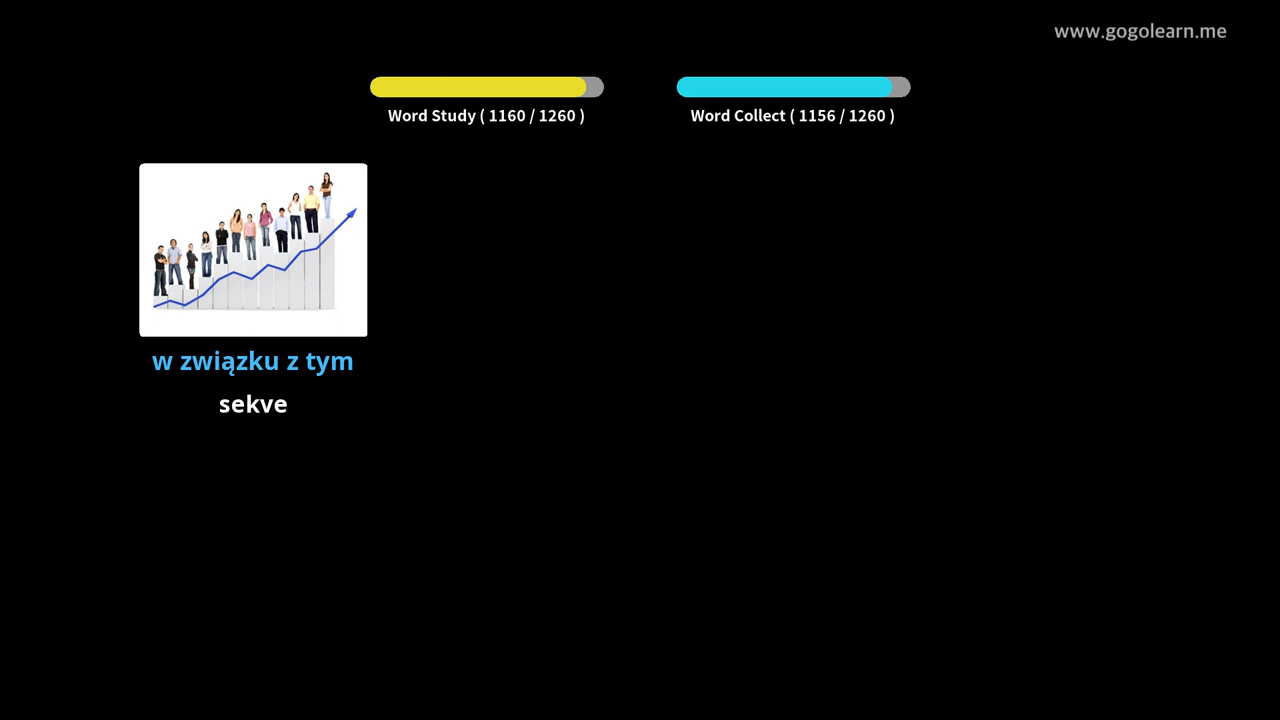 www.gogolearn.me
Word Study ( 1160 / 1260 )
Word Collect ( 1156 / 1260 )
w związku z tym
sekve